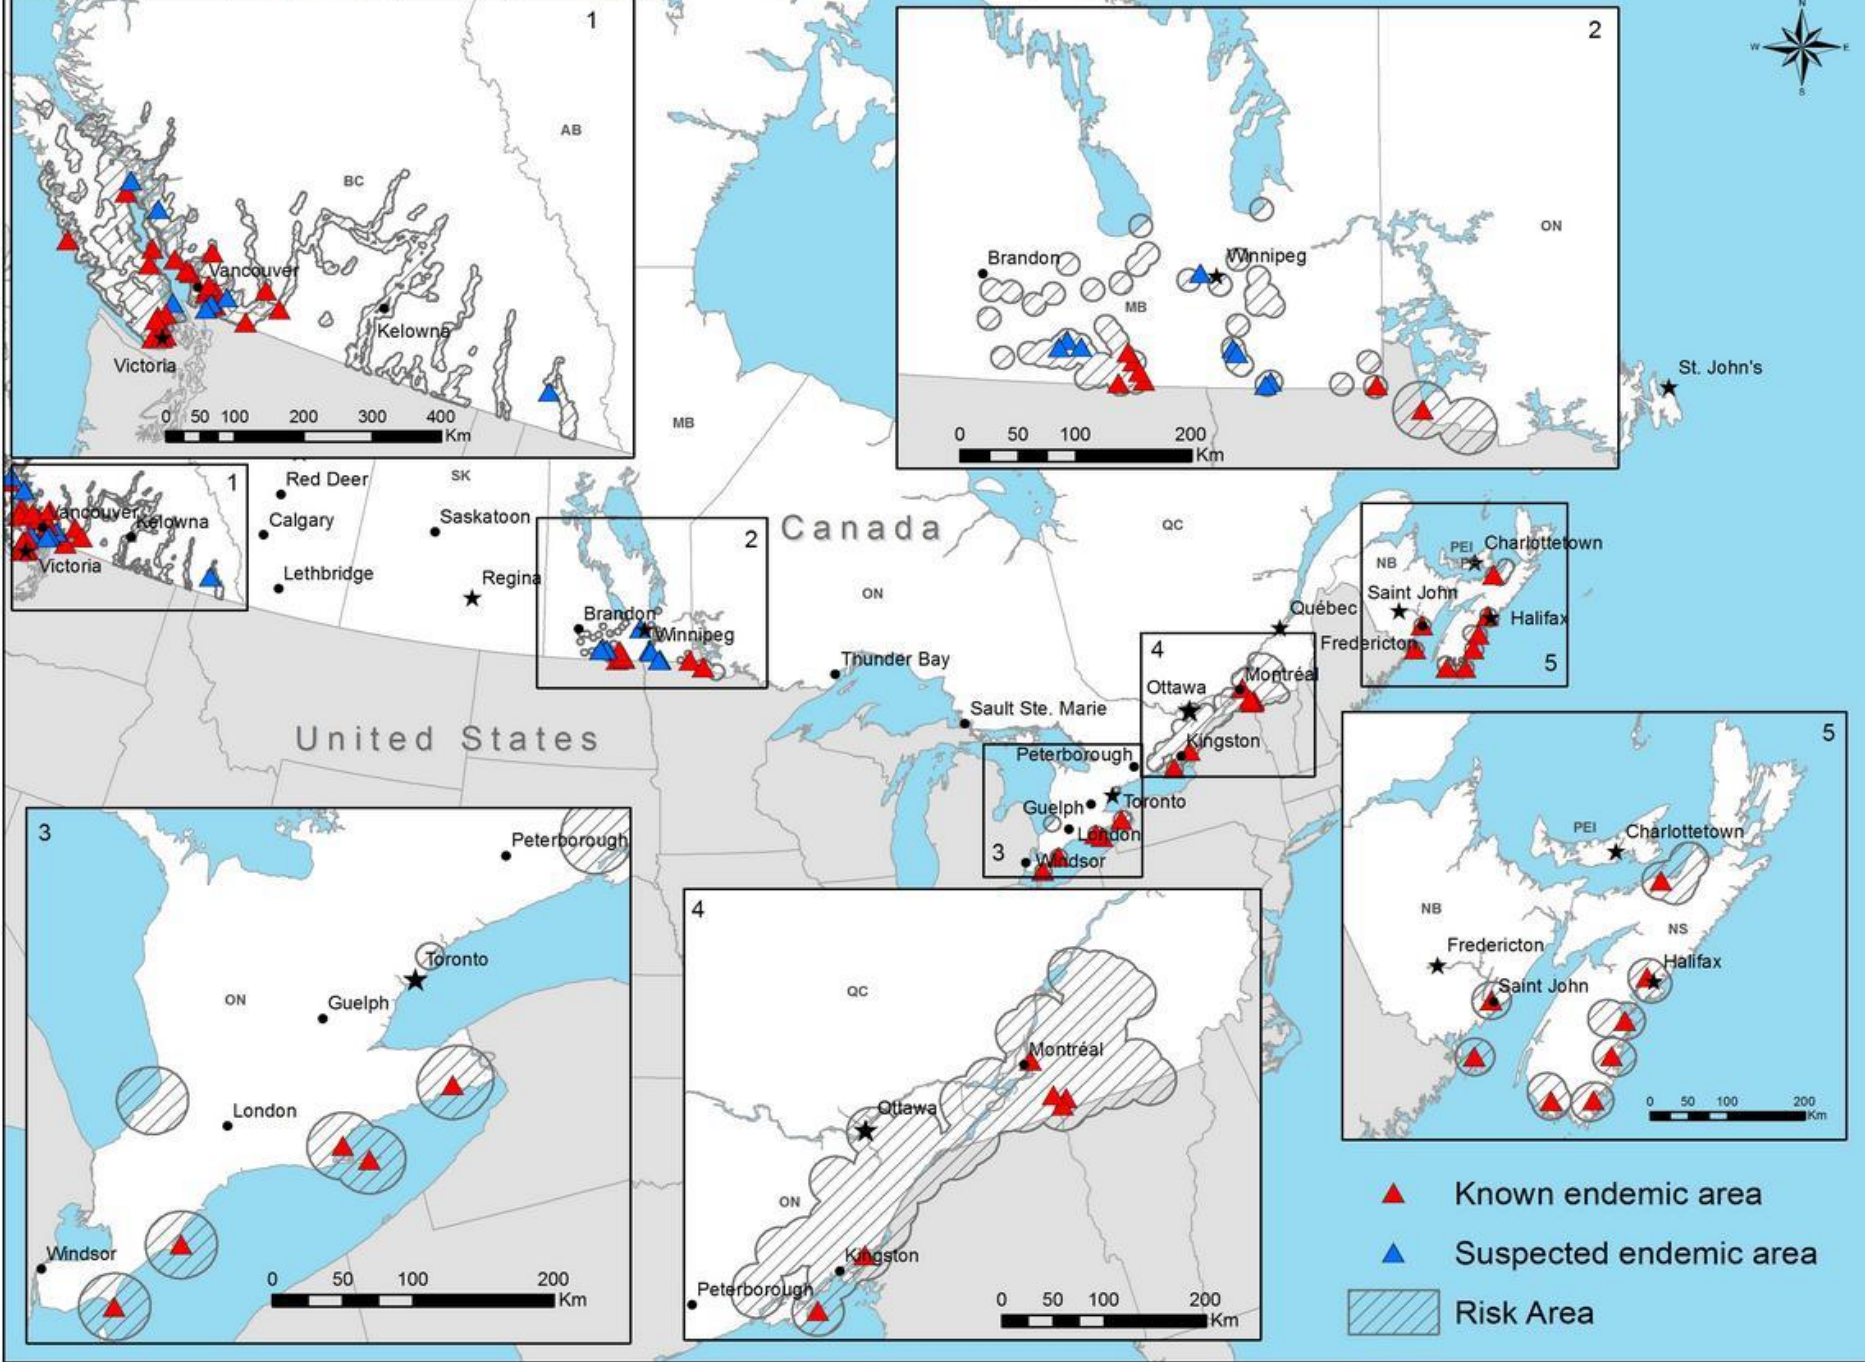 1
AB
BC
Vancouver
Kelowna
Victoria
0 50 100 200 300 400
Km
2
ON
Brandon
Winnipeg
MB
0 50 100 200
Km
N
W E
S
St. John's
MB
1
Vancouver
Kelowna
Victoria
Red Deer
Calgary
Lethbridge
SK
Saskatoon
Regina
2
Brandon
Winnipeg
Canada
ON
QC
Thunder Bay
Sault Ste. Marie
United States
Québec
4
Montréal
Ottawa
Kingston
Peterborough
Guelph
Toronto
London
3
Windsor
PEI
Charlottetown
NB
Saint John
Halifax
Fredericton
NS
5
3
Peterborough
Toronto
ON
Guelph
London
Windsor
0 50 100 200
Km
4
QC
Montréal
Ottawa
ON
Kingston
Peterborough
0 50 100 200
Km
5
PEI
Charlottetown
NB
NS
Fredericton
Halifax
Saint John
0 50 100 200
Km
Known endemic area
Suspected endemic area
Risk Area